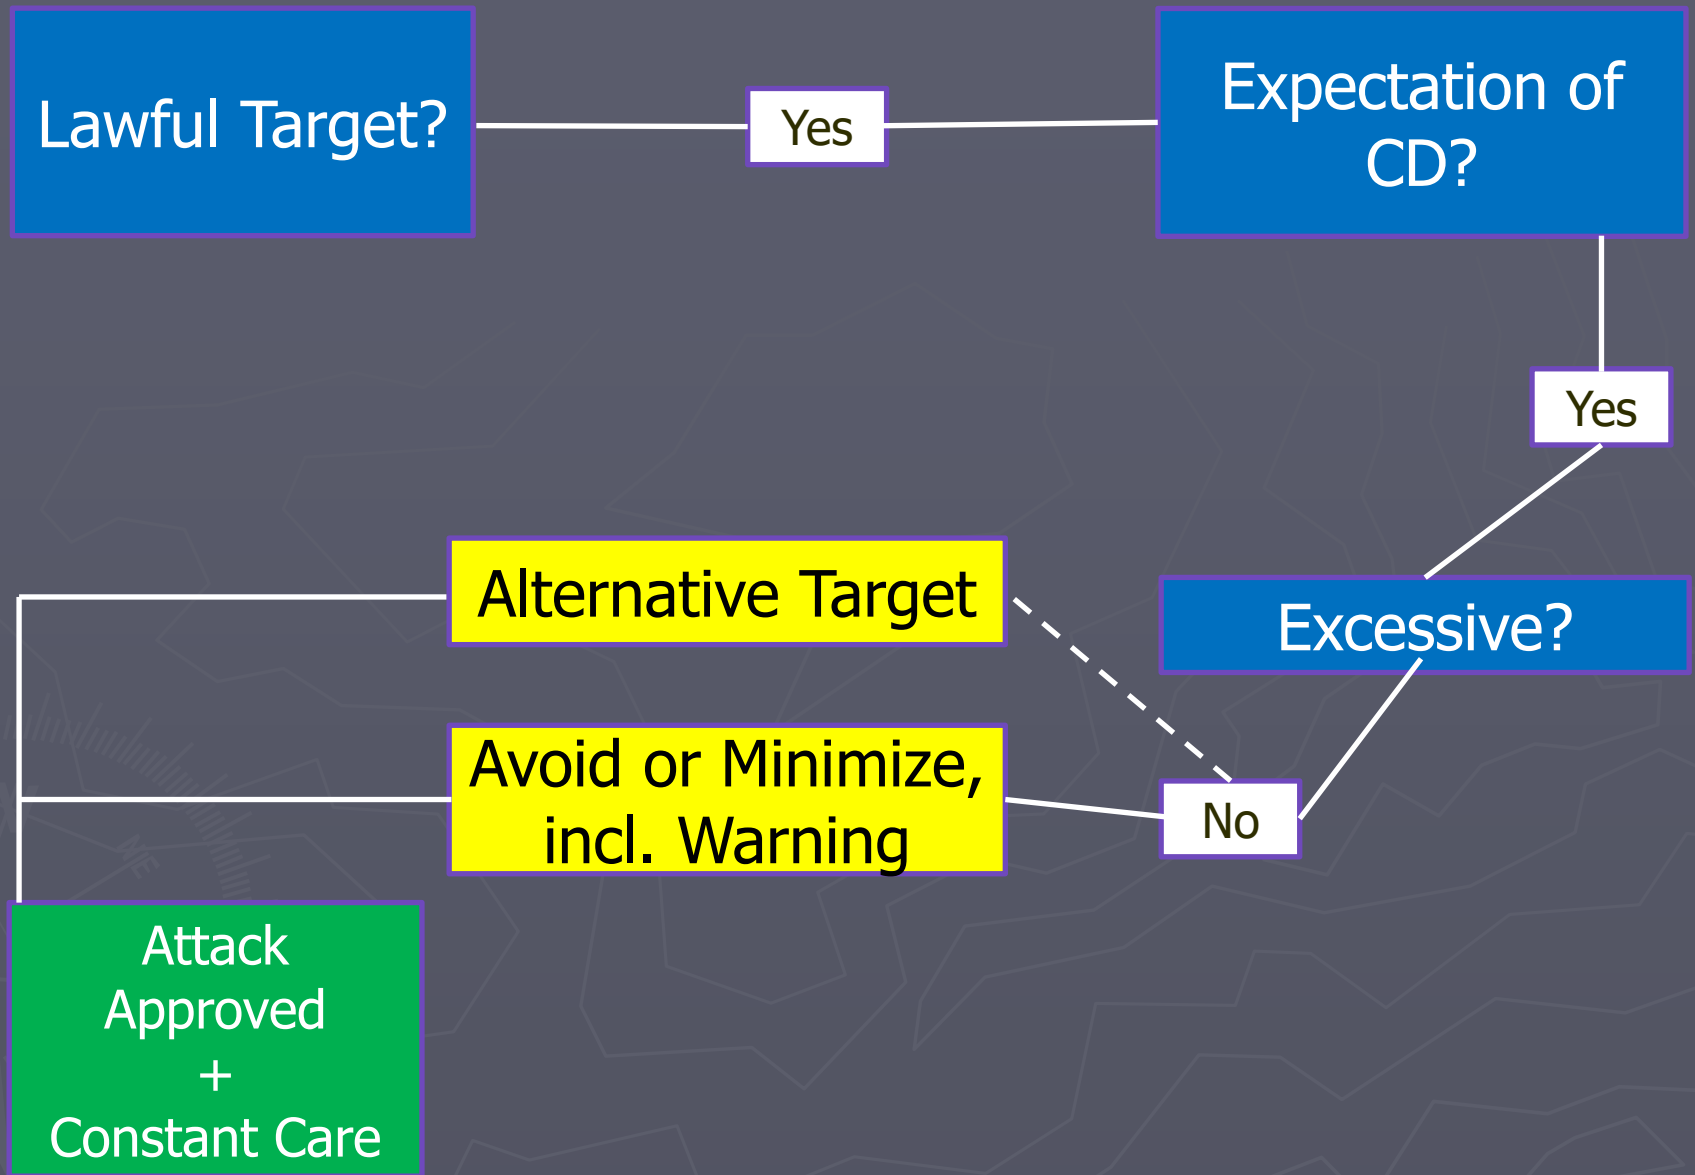 Lawful Target?
Yes
Expectation of
CD?
Yes
Alternative Target
Excessive?
Avoid or Minimize,
incl. Warning
No
Attack
Approved
+
Constant Care